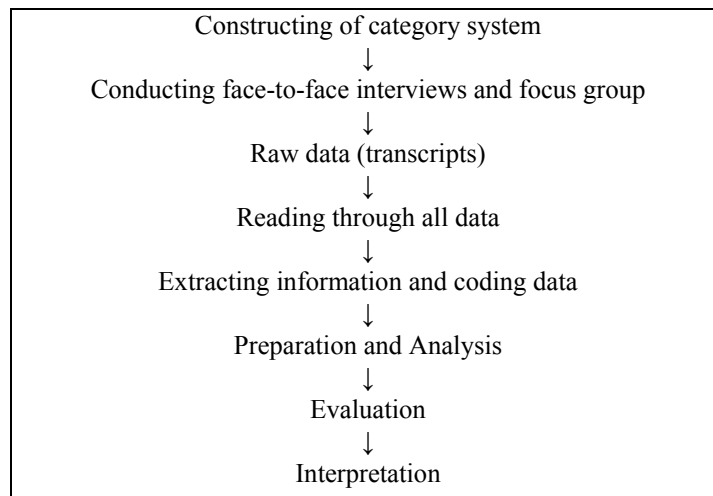 Constructing of category system
↓
Conducting face-to-face interviews and focus group
↓
Raw data (transcripts)
↓
Reading through all data
↓
Extracting information and coding data
↓
Preparation and Analysis
↓
Evaluation
↓
Interpretation